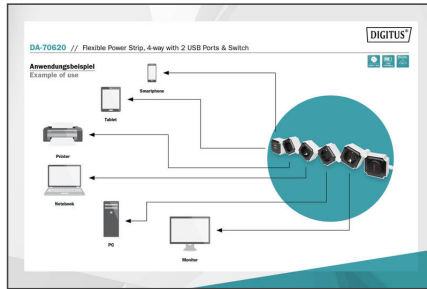 DIGITUS®
DA-70620 // Flexible Power Strip, 4-way with 2 USB Ports & Switch
Anwendungsbeispiel
Example of use
Smartphone
Tablet
Printer
Notebook
PC
Monitor